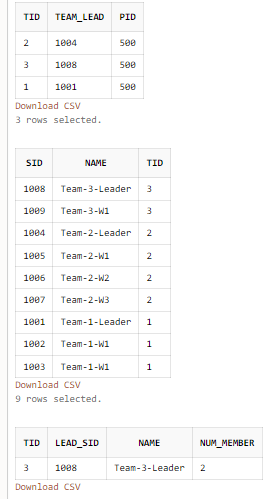 TID TEAM_LEAD PID
2 1004 500
3 1008 500
1 1001 500
Download CSV
3 rows selected.
SID NAME TID
1008 Team-3-Leader 3
1009 Team-3-W1 3
1004 Team-2-Leader 2
1005 Team-2-W1 2
1006 Team-2-W2 2
1007 Team-2-W3 2
1001 Team-1-Leader 1
1002 Team-1-W1 1
1003 Team-1-W1 1
Download CSV
9 rows selected.
TID LEAD_SID NAME NUM_MEMBER
3 1008 Team-3-Leader 2
Download CSV